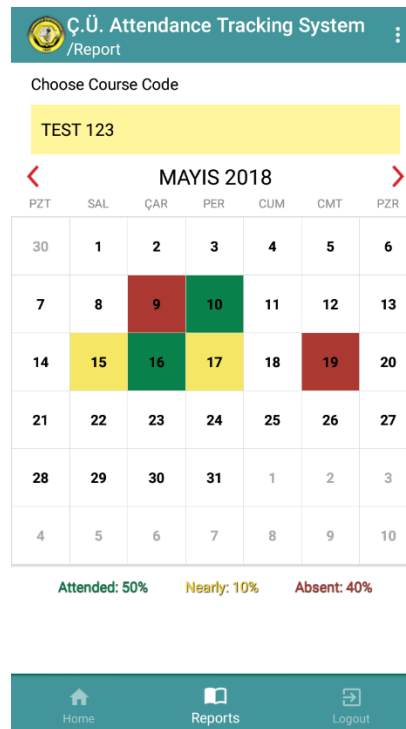 Ç.Ü. Attendance Tracking System
/Report
Choose Course Code
TEST 123
MAYIS 2018
PZT SAL ÇAR PER CUM CMT PZR
30 1 2 3 4 5 6
7 8 9 10 11 12 13
14 15 16 17 18 19 20
21 22 23 24 25 26 27
28 29 30 31 1 2 3
4 5 6 7 8 9 10
Attended: 50% Nearly: 10% Absent: 40%
Home Reports Logout